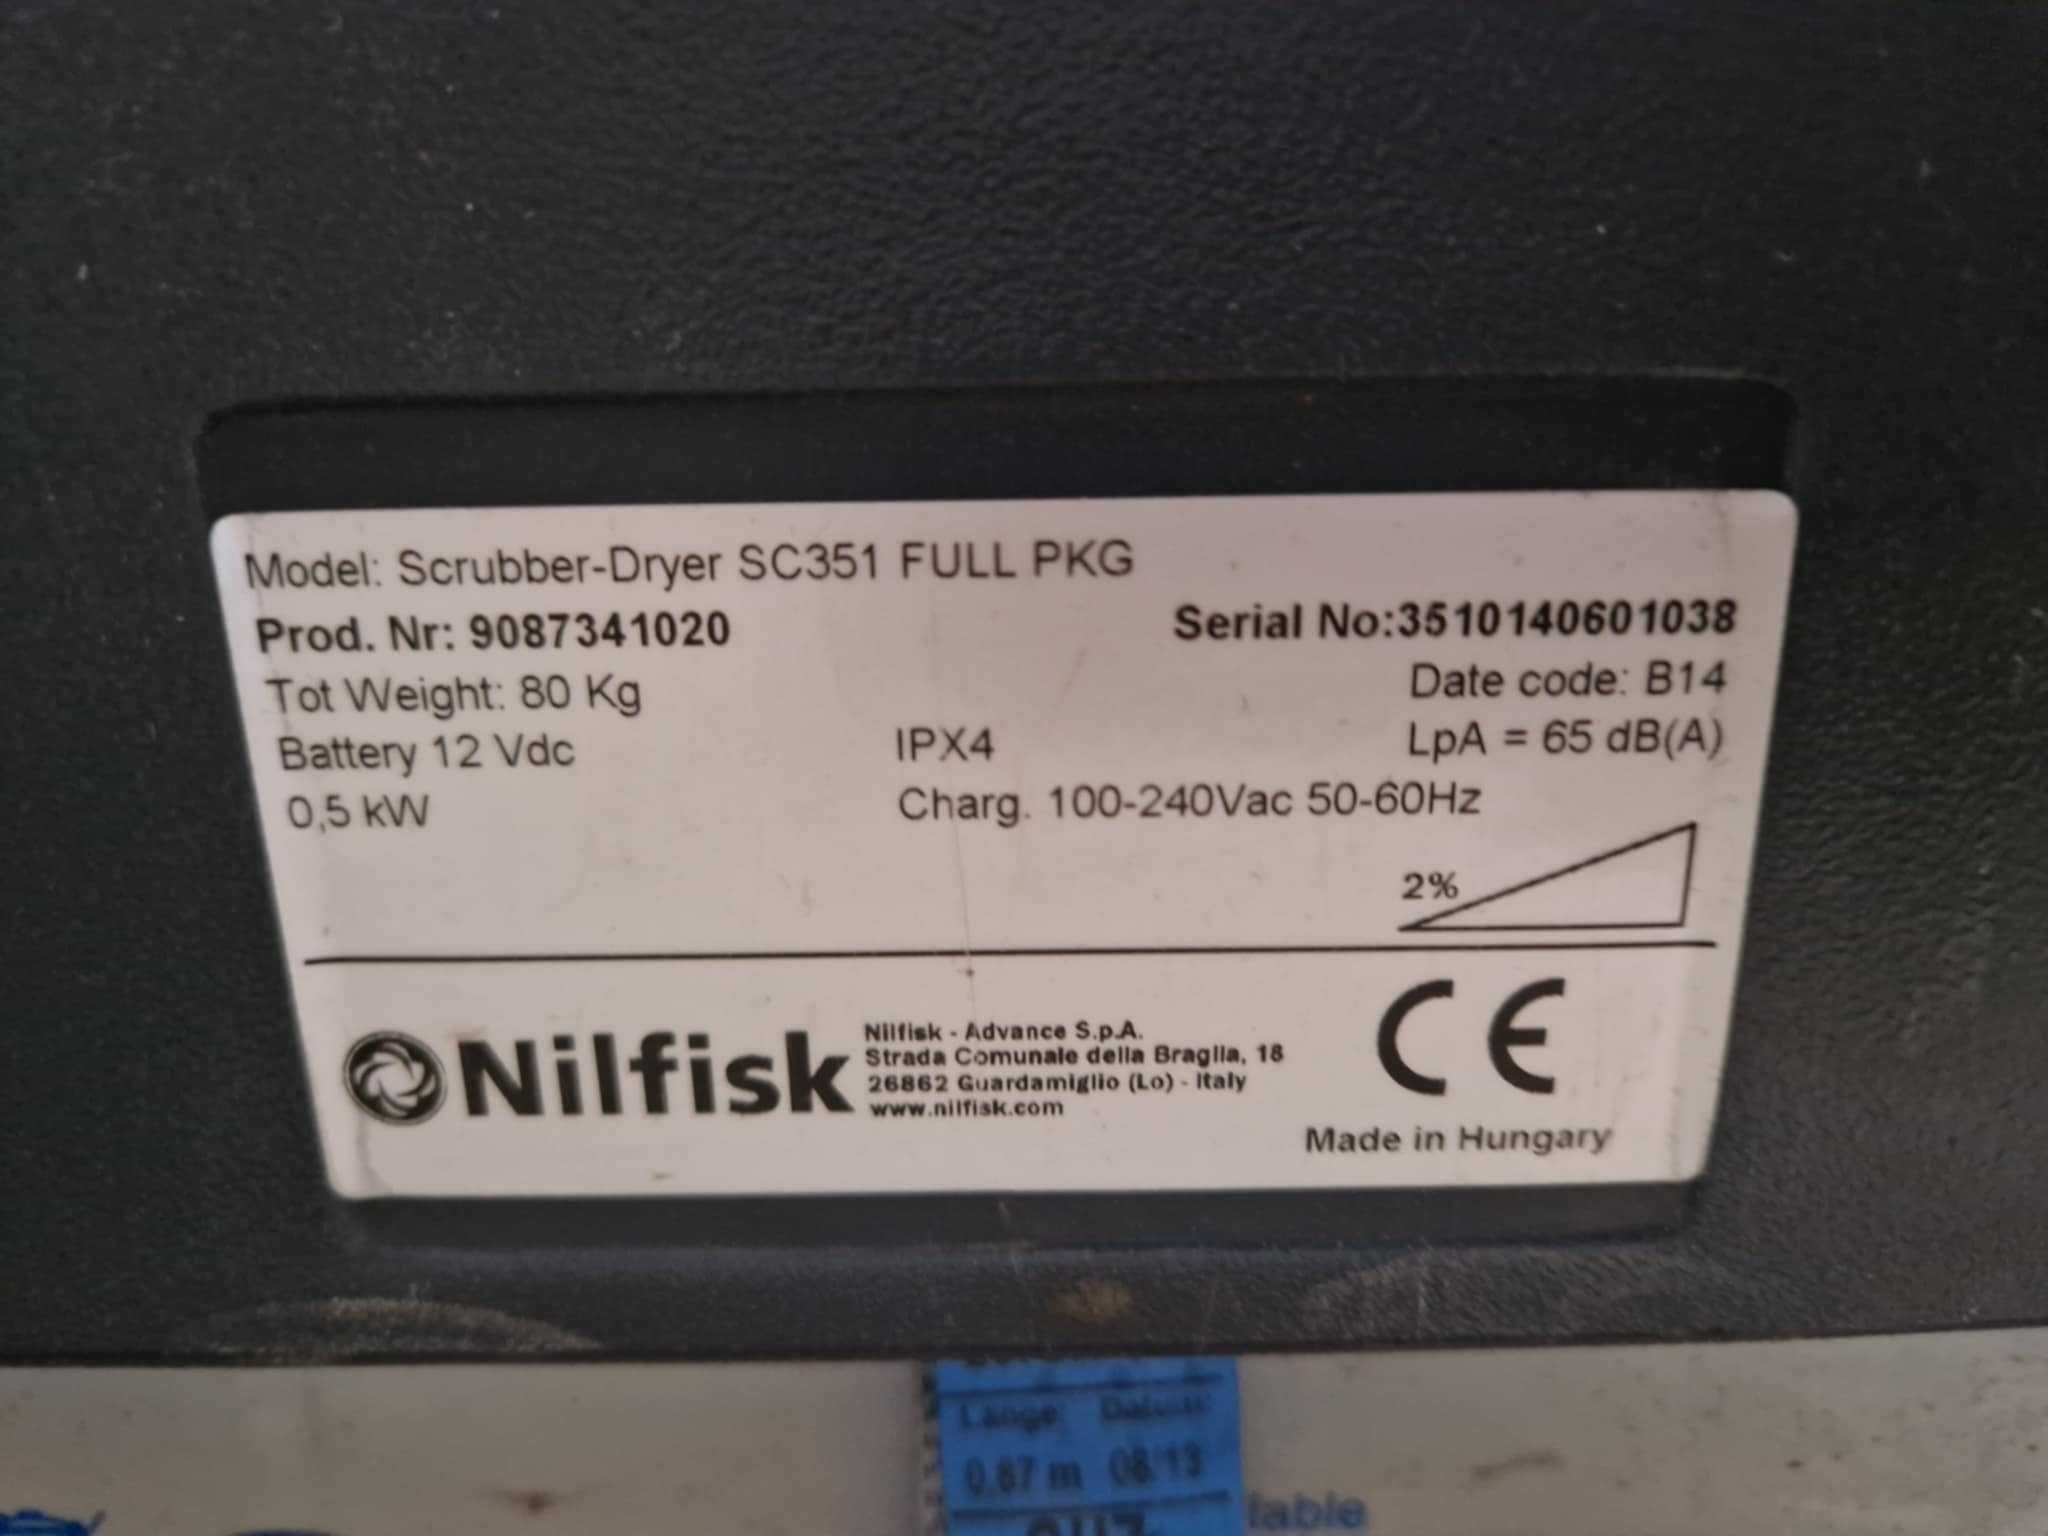 Model: Scrubber-Dryer SC351 FULL PKG
Prod. Nr: 9087341020
Serial No:3510140601038
Tot Weight: 80 Kg
Date code: B14
Battery 12 Vdc
IPX4
LpA = 65 dB(A)
0,5 kW
Charg. 100-240Vac 50-60Hz
2%
Nilfisk
Nilfisk - Advance S.p.A.
Strada Comunale della Braglia, 18
26862 Guardamiglio (Lo) - Italy
www.nilfisk.com
CE
Made in Hungary
Länge: Datum:
0.87 m 08/13